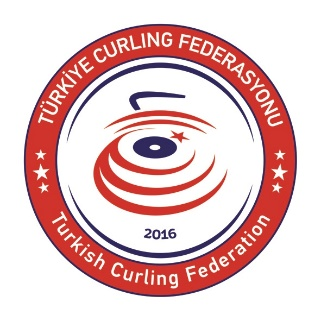 TÜRKİYE CURLING FEDERASYONU
2016
Turkish Curling Federation